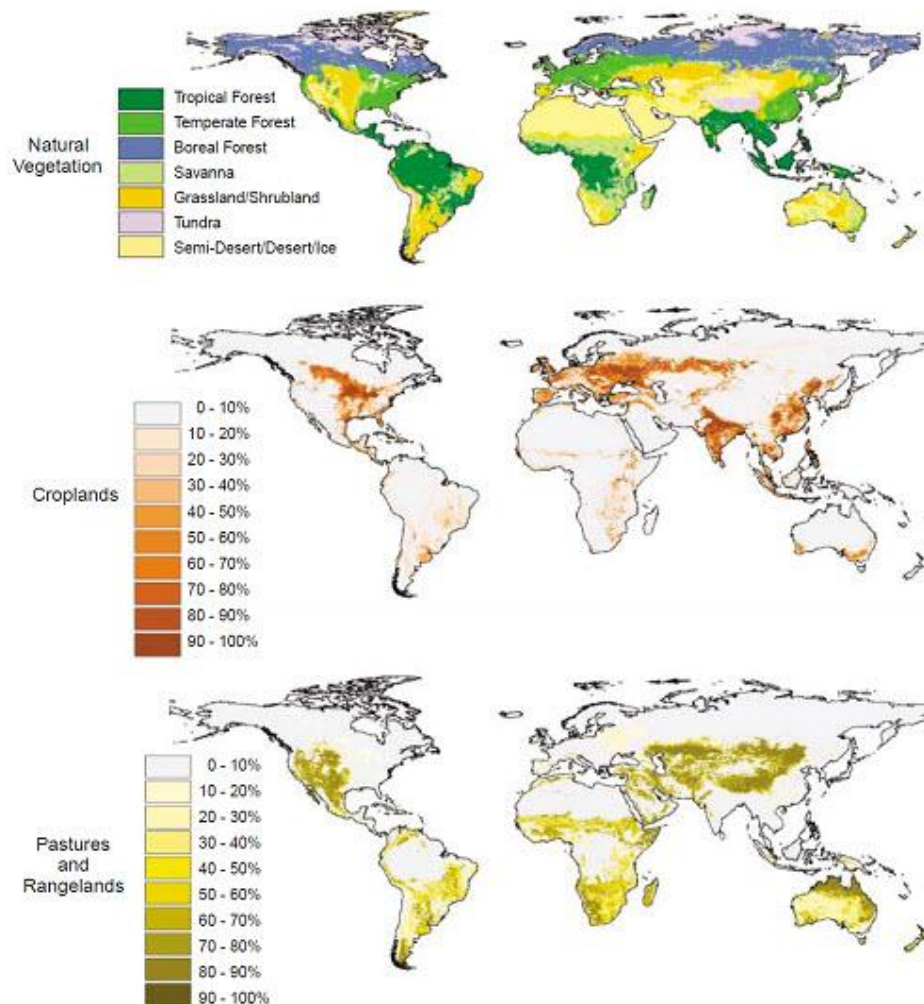 Natural
Vegetation
Tropical Forest
Temperate Forest
Boreal Forest
Savanna
Grassland/Shrubland
Tundra
Semi-Desert/Desert/Ice
Croplands
0 - 10%
10 - 20%
20 - 30%
30 - 40%
40 - 50%
50 - 60%
60 - 70%
70 - 80%
80 - 90%
90 - 100%
Pastures
and
Rangelands
0 - 10%
10 - 20%
20 - 30%
30 - 40%
40 - 50%
50 - 60%
60 - 70%
70 - 80%
80 - 90%
90 - 100%